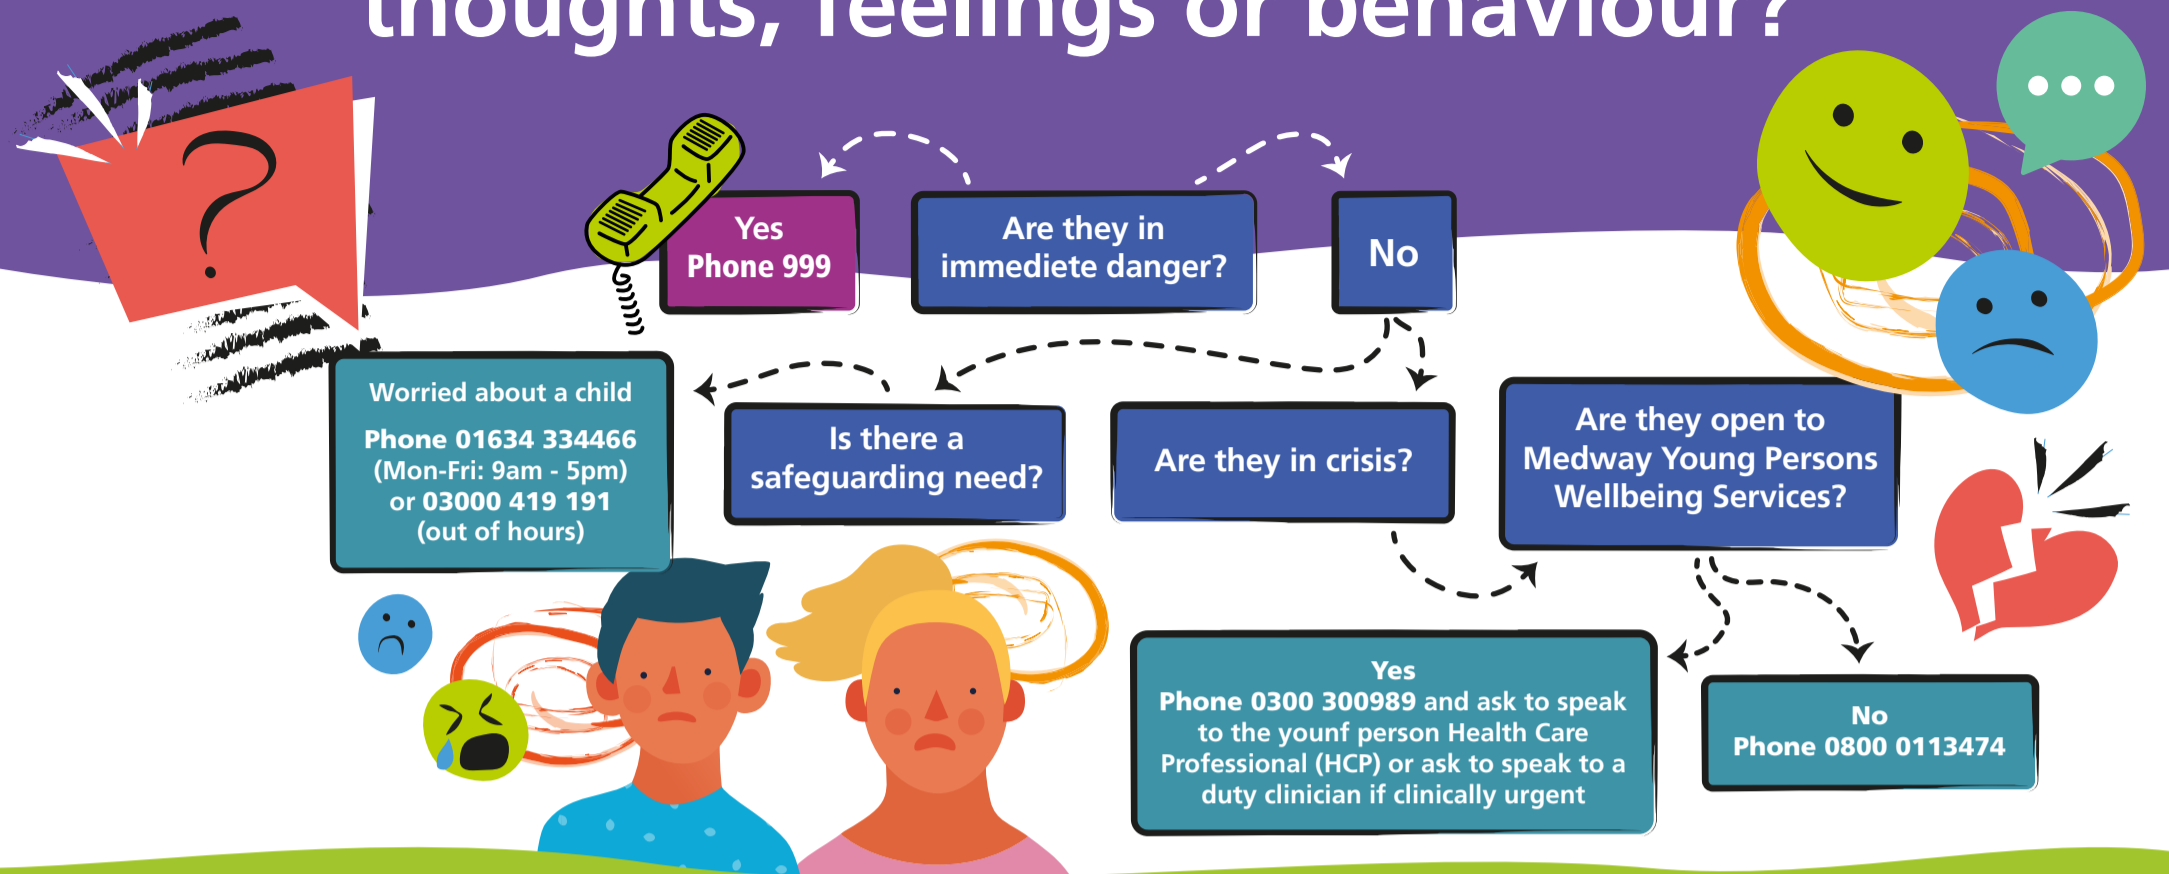 thoughts, feelings or behaviour?
?
Yes
Phone 999
Are they in
immediete danger?
No
Worried about a child
Phone 01634 334466
(Mon-Fri: 9am - 5pm)
or 03000 419 191
(out of hours)
Is there a
safeguarding need?
Are they in crisis?
Are they open to
Medway Young Persons
Wellbeing Services?
Yes
Phone 0300 300989 and ask to speak
to the younf person Health Care
Professional (HCP) or ask to speak to a
duty clinician if clinically urgent
No
Phone 0800 0113474